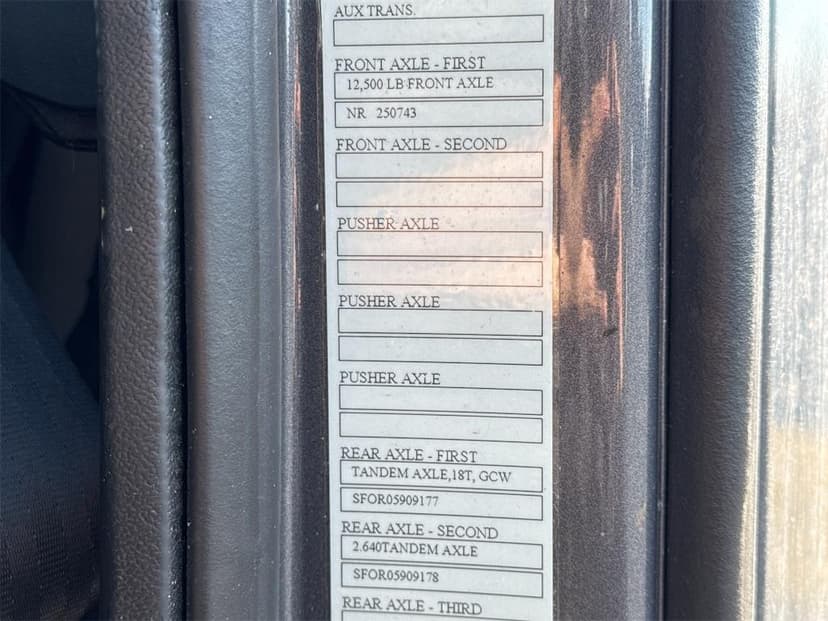 AUX TRANS.
FRONT AXLE - FIRST
12,500 LB FRONT AXLE
NR 250743
FRONT AXLE - SECOND
PUSHER AXLE
PUSHER AXLE
PUSHER AXLE
REAR AXLE - FIRST
TANDEM AXLE,18T, GCW
SFOR05909177
REAR AXLE - SECOND
2.640TANDEM AXLE
SFOR05909178
REAR AXLE - THIRD